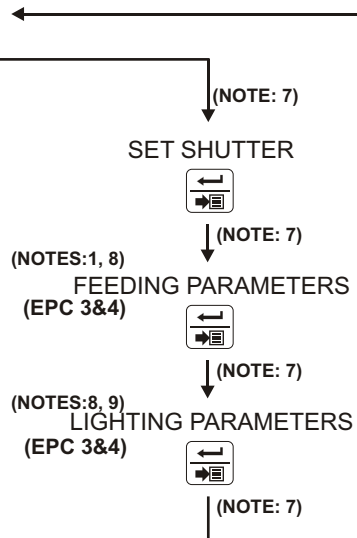 (NOTE: 7)
SET SHUTTER
(NOTE: 7)
(NOTES:1, 8)
FEEDING PARAMETERS
(EPC 3&4)
(NOTE: 7)
(NOTES:8, 9)
LIGHTING PARAMETERS
(EPC 3&4)
(NOTE: 7)